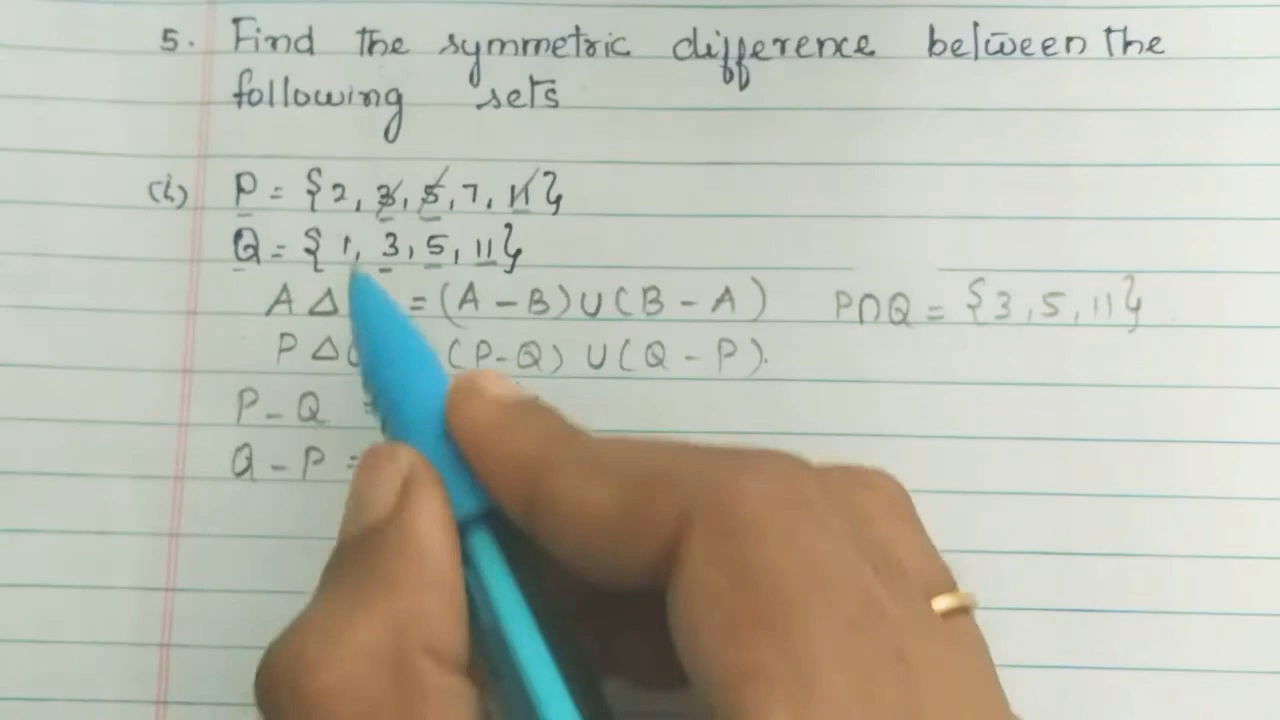 5. Find the symmetric difference between the
following sets
(i) P = {2, 3, 5, 7, 11}
Q = {1, 3, 5, 11}
A Δ = (A - B) ∪ (B - A) P∩Q = {3, 5, 11}
P Δ (P-Q) ∪ (Q - P).
P - Q =
Q - P =